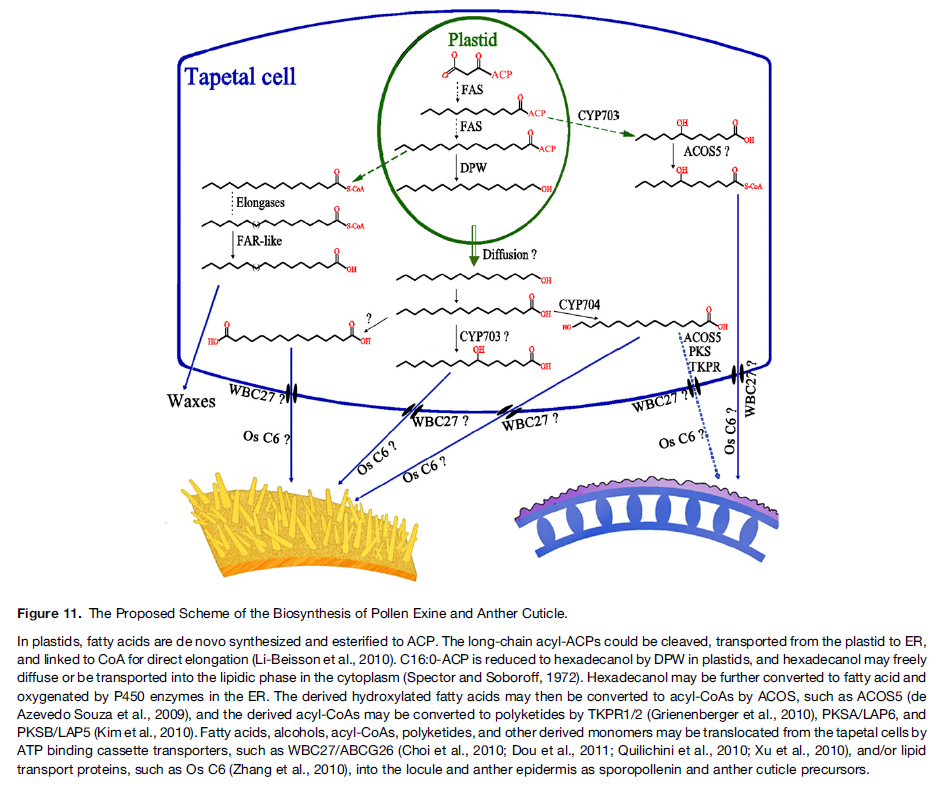 Plastid
Tapetal cell
O O
O ACP
FAS
O
ACP
CYP703
OH O
OH
FAS
O
ACP
ACOS5 ?
DPW
OH
OH O
S-CoA
O
S-CoA
Elongases
O
S-CoA
FAR-like
O
OH
Diffusion ?
OH
O
OH
CYP704
O
HO OH
?
O O
HO OH
CYP703 ?
OH O
OH
ACOS5
PKS
TKPR
Waxes
WBC27 ?
WBC27 ?
WBC27 ?
WBC27 ?
WBC27 ?
Os C6 ?
Os C6 ?
Os C6 ?
Os C6 ?
Os C6 ?
Figure 11. The Proposed Scheme of the Biosynthesis of Pollen Exine and Anther Cuticle.
In plastids, fatty acids are de novo synthesized and esterified to ACP. The long-chain acyl-ACPs could be cleaved, transported from the plastid to ER,
and linked to CoA for direct elongation (Li-Beisson et al., 2010). C16:0-ACP is reduced to hexadecanol by DPW in plastids, and hexadecanol may freely
diffuse or be transported into the lipidic phase in the cytoplasm (Spector and Soboroff, 1972). Hexadecanol may be further converted to fatty acid and
oxygenated by P450 enzymes in the ER. The derived hydroxylated fatty acids may then be converted to acyl-CoAs by ACOS, such as ACOS5 (de
Azevedo Souza et al., 2009), and the derived acyl-CoAs may be converted to polyketides by TKPR1/2 (Grienenberger et al., 2010), PKSA/LAP6, and
PKSB/LAP5 (Kim et al., 2010). Fatty acids, alcohols, acyl-CoAs, polyketides, and other derived monomers may be translocated from the tapetal cells by
ATP binding cassette transporters, such as WBC27/ABCG26 (Choi et al., 2010; Dou et al., 2011; Quilichini et al., 2010; Xu et al., 2010), and/or lipid
transport proteins, such as Os C6 (Zhang et al., 2010), into the locule and anther epidermis as sporopollenin and anther cuticle precursors.